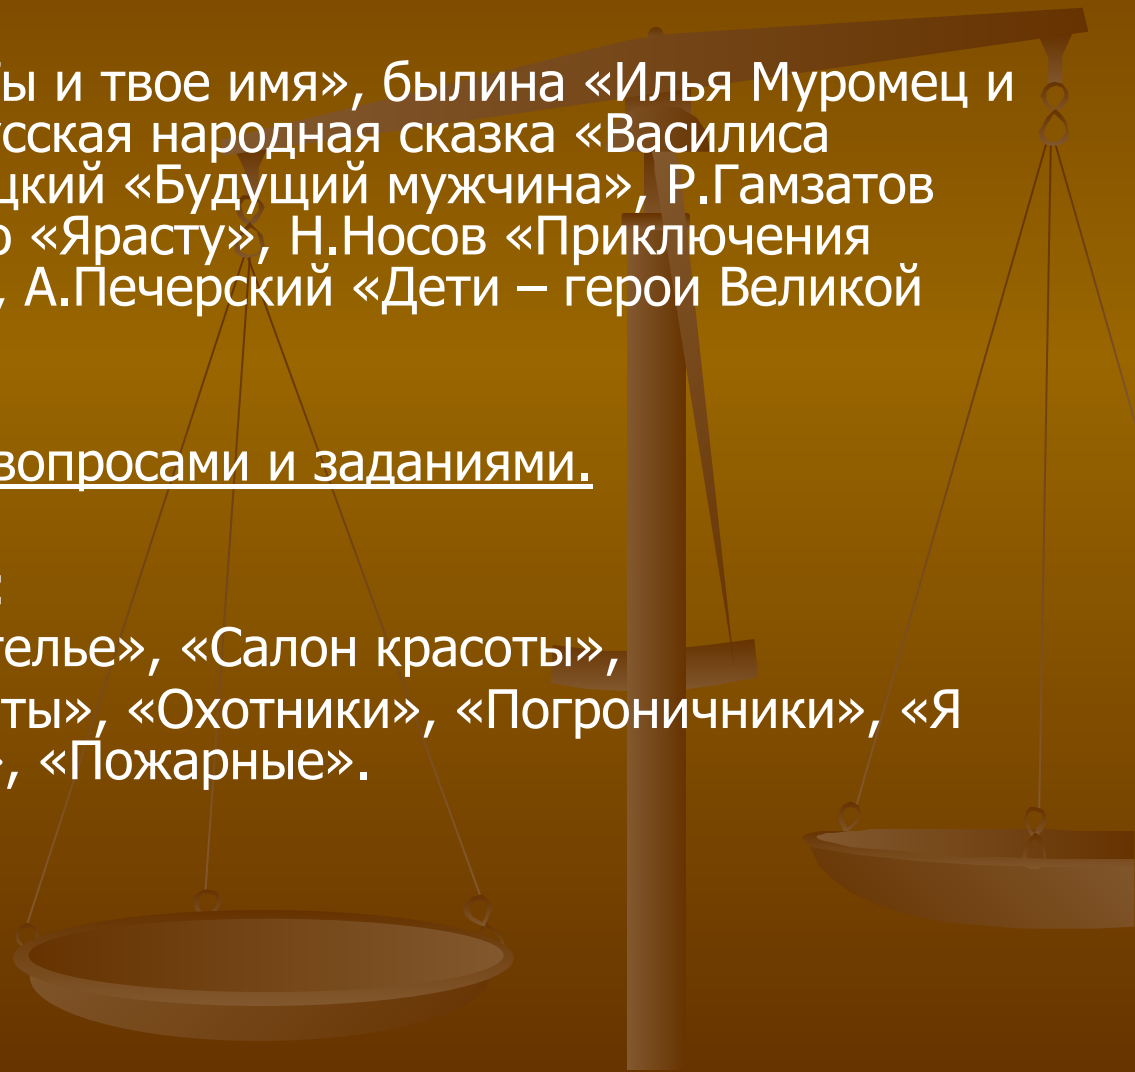 ы и твое имя», былина «Илья Муромец и
усская народная сказка «Василиса
цкий «Будущий мужчина», Р.Гамзатов
о «Ярасту», Н.Носов «Приключения
, А.Печерский «Дети – герои Великой
вопросами и заданиями.
:
телье», «Салон красоты»,
ты», «Охотники», «Погроничники», «Я
», «Пожарные».